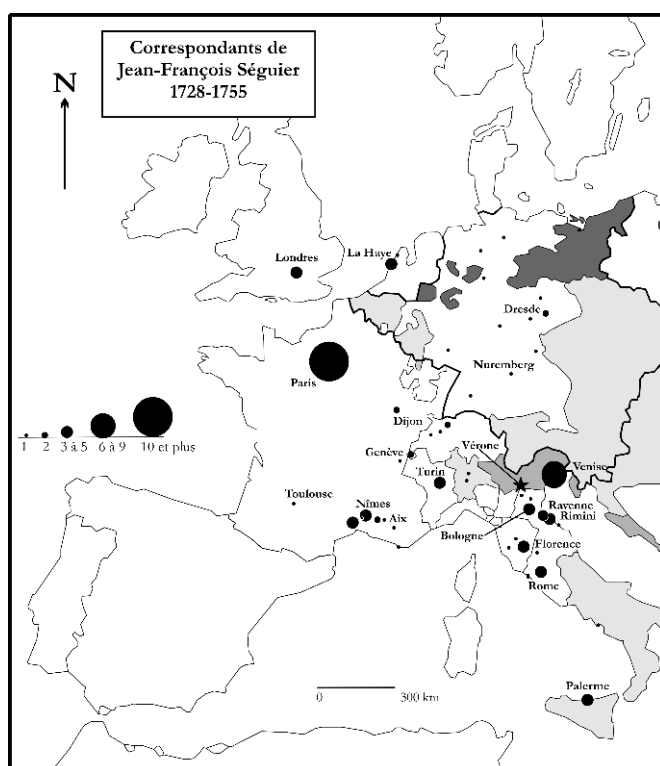 Correspondants de
Jean-François Séguier
1728-1755
N
Londres
La Haye
Dresde
Nuremberg
Paris
1 2 3 à 5 6 à 9 10 et plus
Dijon
Genève
Vérone
Turin
Venise
Toulouse
Nîmes
Aix
Ravenne
Rimini
Bologne
Florence
Rome
0 300 km
Palerme